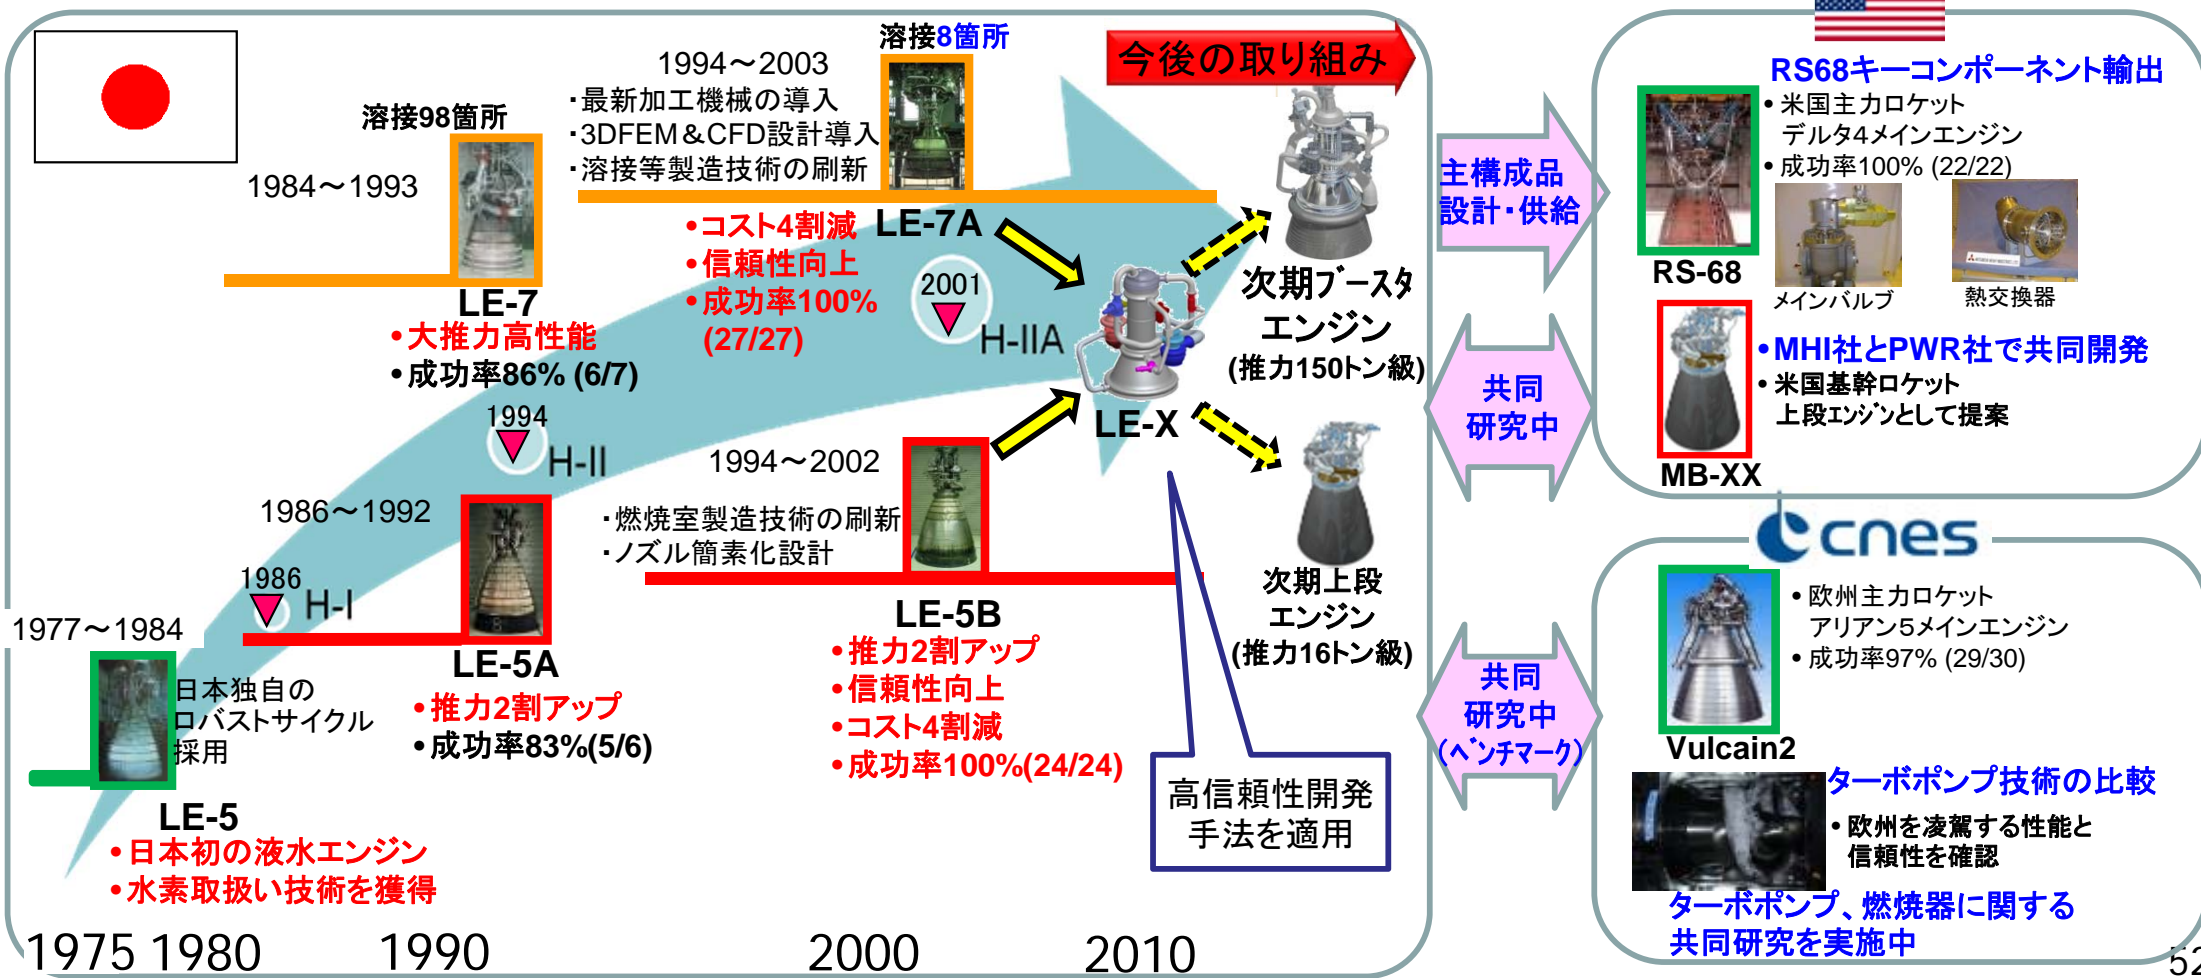 溶接8箇所
今後の取り組み
1994～2003
・最新加工機械の導入
・3DFEM＆CFD設計導入
・溶接等製造技術の刷新
溶接98箇所
1984～1993
LE-7
•大推力高性能
•成功率86% (6/7)
LE-7A
•コスト4割減
•信頼性向上
•成功率100%
(27/27)
2001
H-IIA
1994
H-II
1986
H-I
次期ブースタ
エンジン
(推力150トン級)
LE-X
1994～2002
・燃焼室製造技術の刷新
・ノズル簡素化設計
1986～1992
LE-5A
•推力2割アップ
•成功率83%(5/6)
LE-5B
•推力2割アップ
•信頼性向上
•コスト4割減
•成功率100%(24/24)
次期上段
エンジン
(推力16トン級)
1977～1984
日本独自の
ロバストサイクル
採用
LE-5
•日本初の液水エンジン
•水素取扱い技術を獲得
高信頼性開発
手法を適用
1975 1980 1990 2000 2010
主構成品
設計・供給
共同
研究中
共同
研究中
(ベンチマーク)
RS68キーコンポーネント輸出
• 米国主力ロケット
デルタ4メインエンジン
• 成功率100% (22/22)
RS-68
メインバルブ
熱交換器
•MHI社とPWR社で共同開発
• 米国基幹ロケット
上段エンジンとして提案
MB-XX
cnes
• 欧州主力ロケット
アリアン5メインエンジン
• 成功率97% (29/30)
Vulcain2
ターボポンプ技術の比較
• 欧州を凌駕する性能と
信頼性を確認
ターボポンプ、燃焼器に関する
共同研究を実施中
52